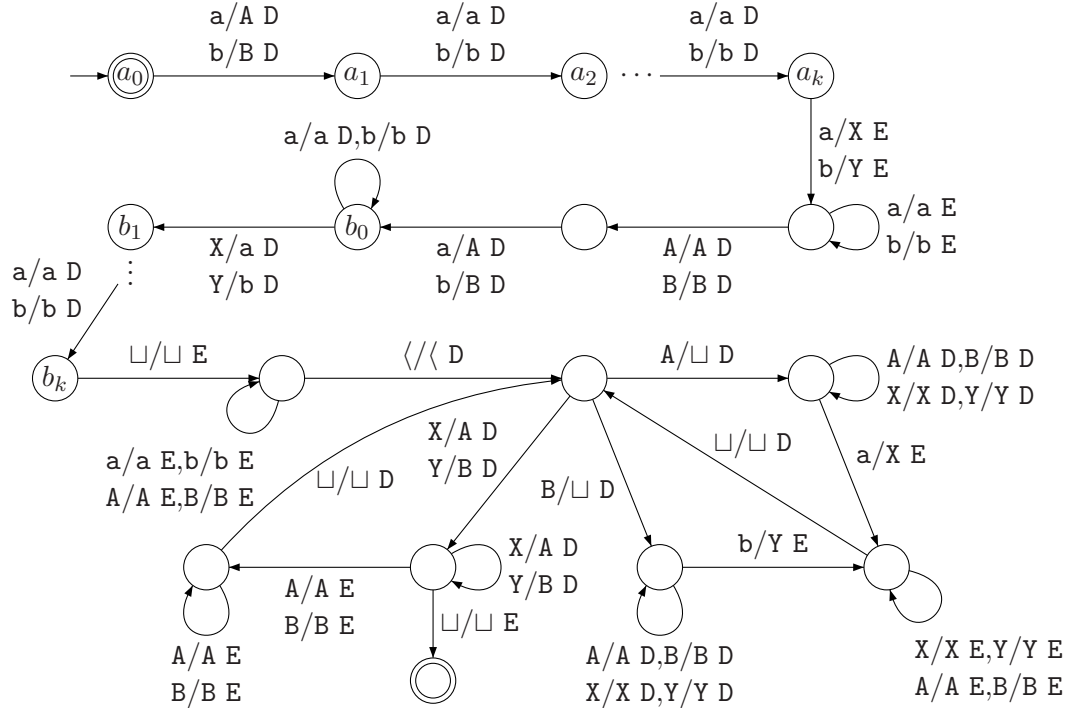 a/A D
b/B D
a/a D
b/b D
a/a D
b/b D
a₀
a₁
a₂
···
aₖ
a/X E
b/Y E
a/a D,b/b D
b₁
b₀
a/a E
b/b E
X/a D
Y/b D
a/A D
b/B D
A/A D
B/B D
⋮
a/a D
b/b D
bₖ
⊔/⊔ E
⟨/⟨ D
A/⊔ D
A/A D,B/B D
X/X D,Y/Y D
a/a E,b/b E
A/A E,B/B E
⊔/⊔ D
X/A D
Y/B D
B/⊔ D
⊔/⊔ D
a/X E
A/A E
B/B E
X/A D
Y/B D
b/Y E
⊔/⊔ E
A/A E
B/B E
A/A D,B/B D
X/X D,Y/Y D
X/X E,Y/Y E
A/A E,B/B E